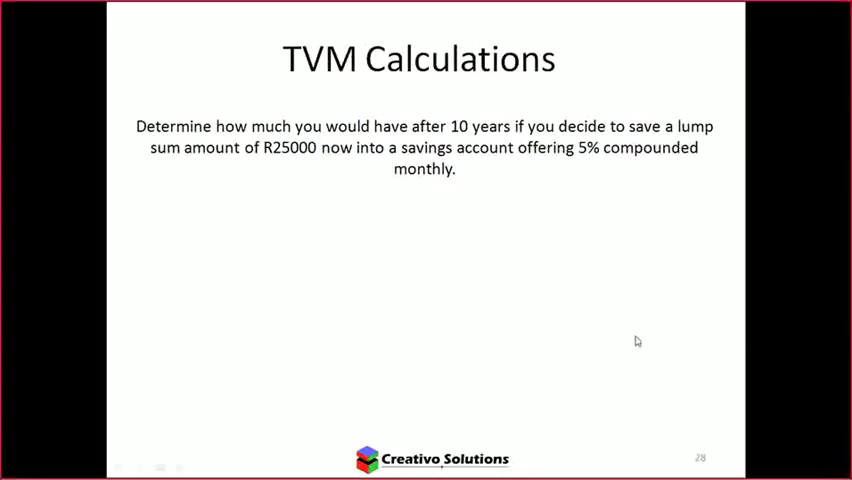 TVM Calculations
Determine how much you would have after 10 years if you decide to save a lump
sum amount of R25000 now into a savings account offering 5% compounded
monthly.
Creativo Solutions
28